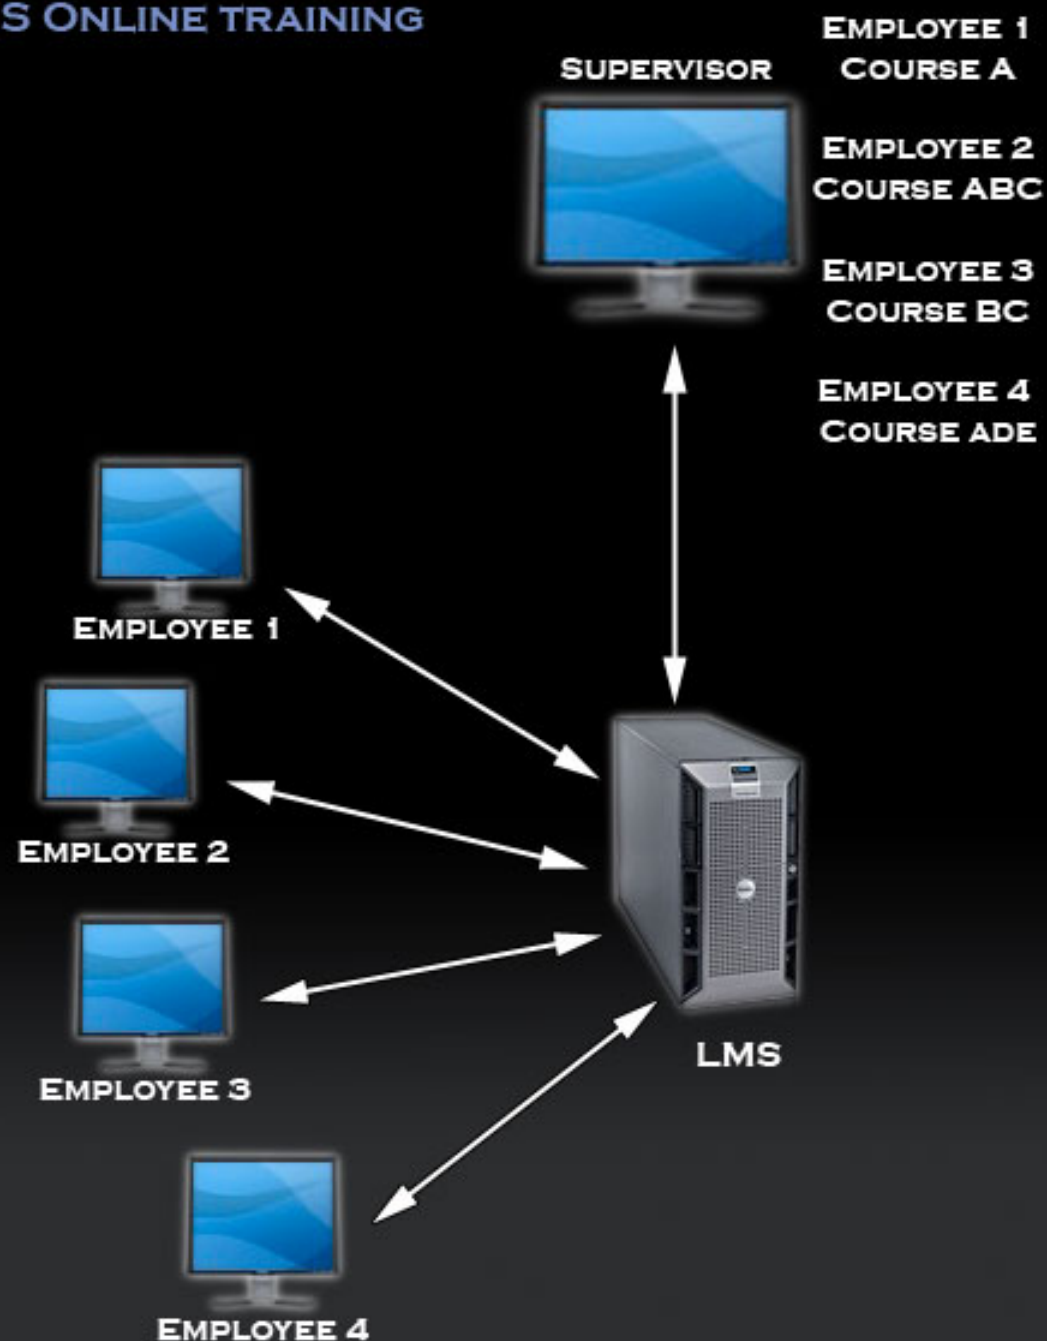 S Online training
Supervisor
Employee 1
Course A
Employee 2
Course ABC
Employee 3
Course BC
Employee 4
Course ade
Employee 1
Employee 2
Employee 3
Employee 4
LMS